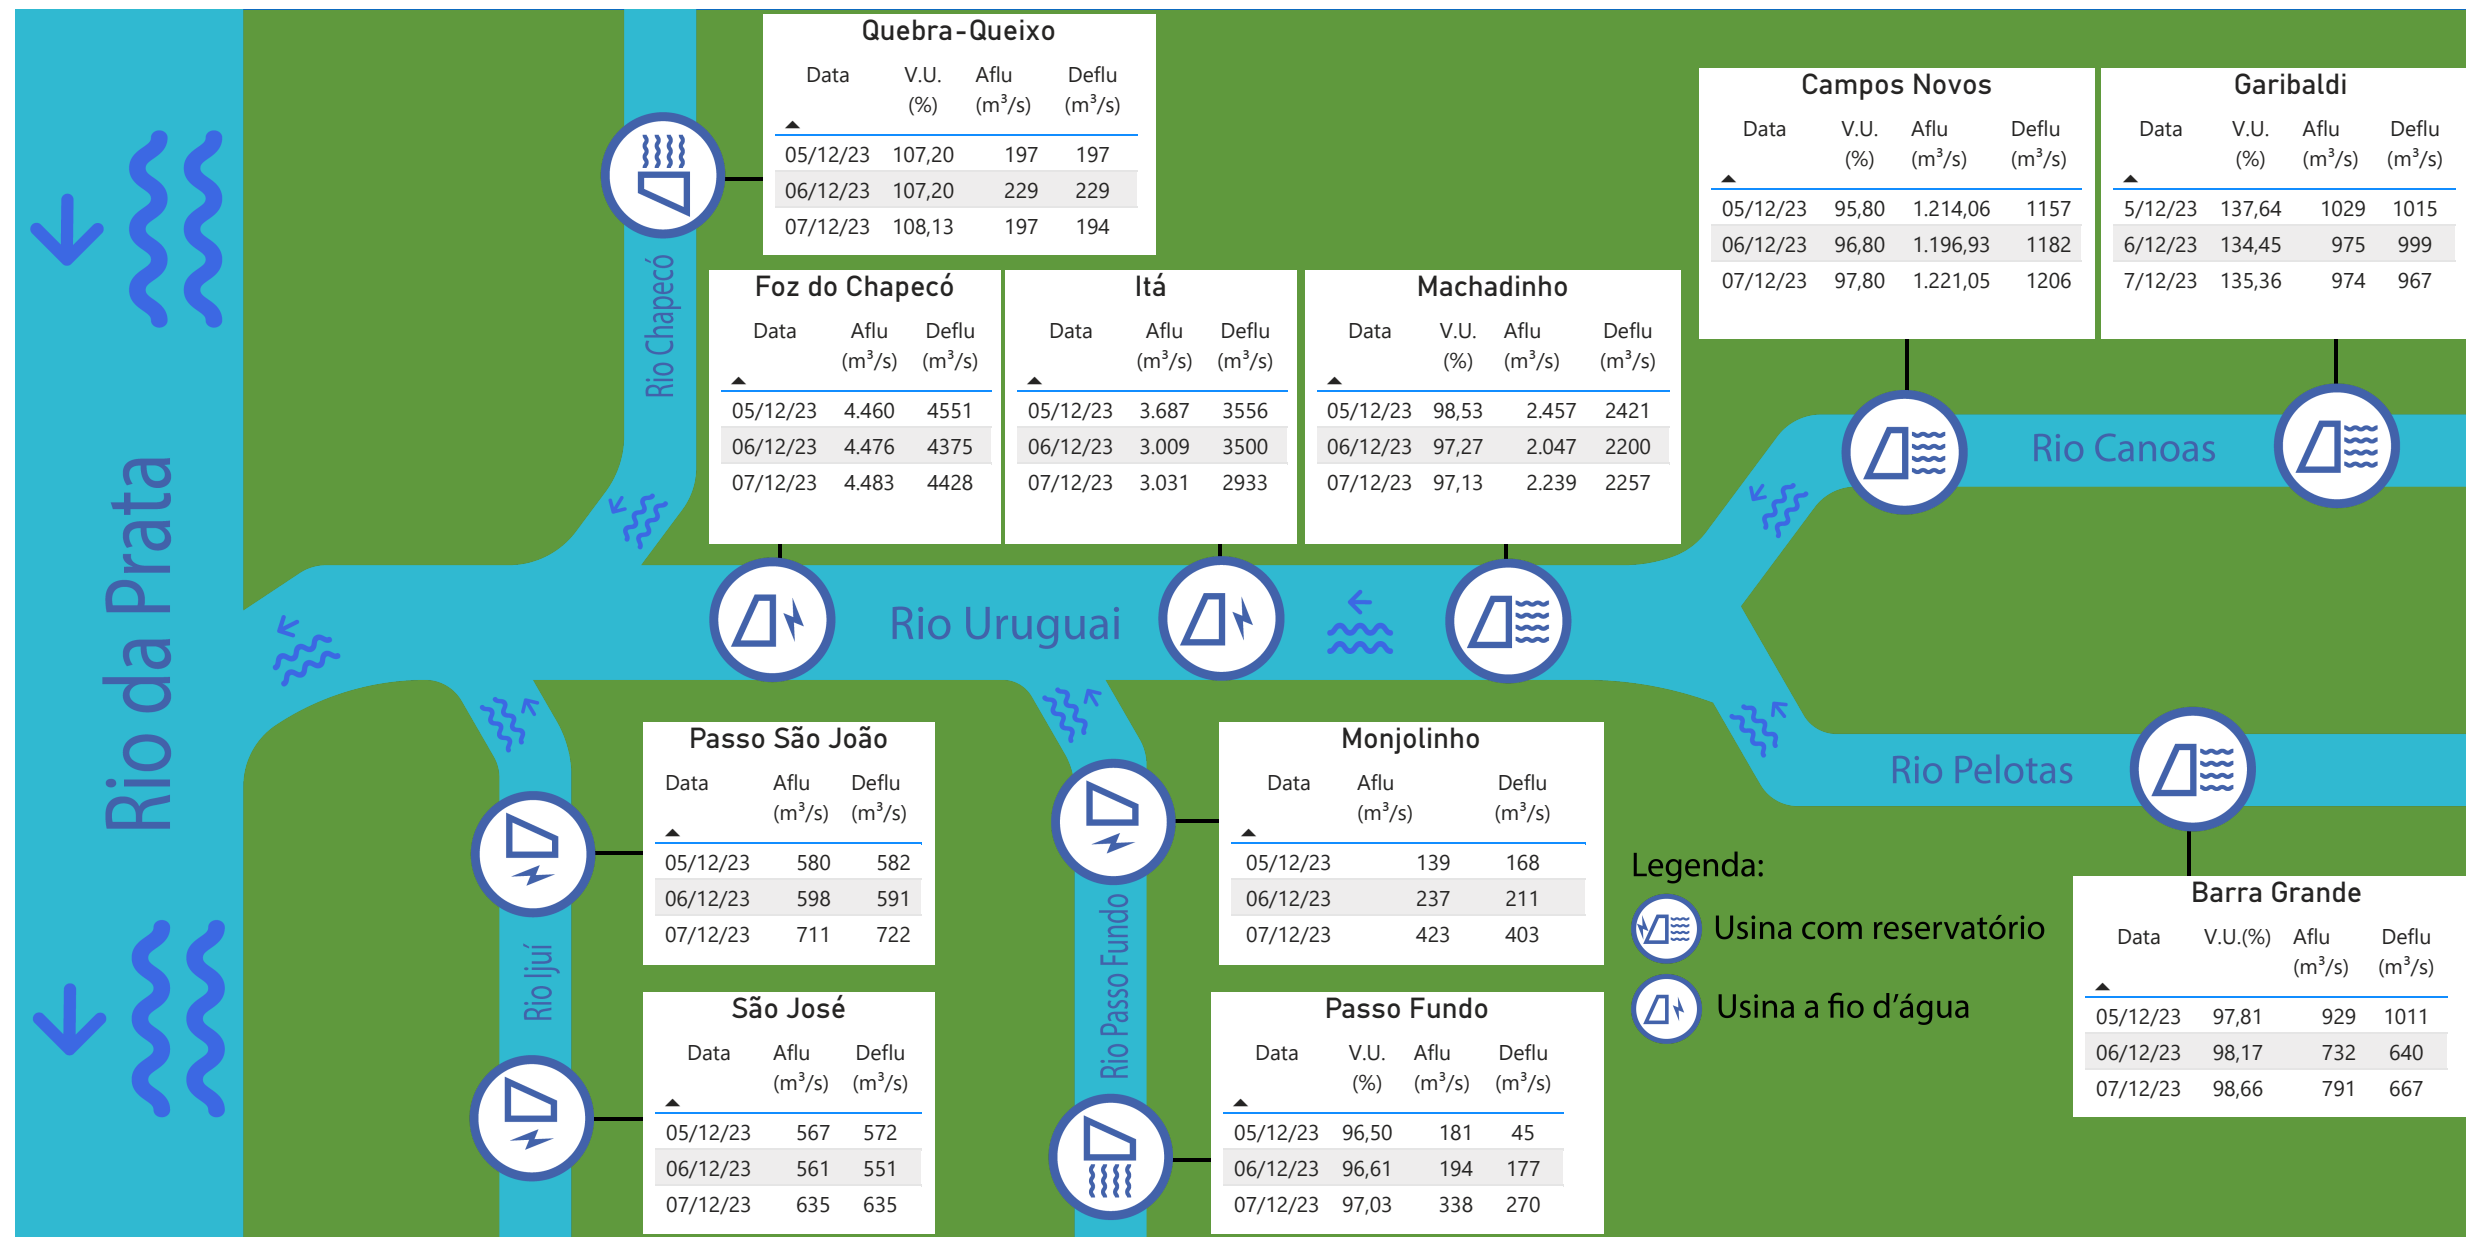 Quebra-Queixo
Data V.U. (%) Aflu (m³/s) Deflu (m³/s)
05/12/23 107,20 197 197
06/12/23 107,20 229 229
07/12/23 108,13 197 194
Campos Novos
Data V.U. (%) Aflu (m³/s) Deflu (m³/s)
05/12/23 95,80 1.214,06 1157
06/12/23 96,80 1.196,93 1182
07/12/23 97,80 1.221,05 1206
Garibaldi
Data V.U. (%) Aflu (m³/s) Deflu (m³/s)
5/12/23 137,64 1029 1015
6/12/23 134,45 975 999
7/12/23 135,36 974 967
Rio Chapecó
Foz do Chapecó
Data Aflu (m³/s) Deflu (m³/s)
05/12/23 4.460 4551
06/12/23 4.476 4375
07/12/23 4.483 4428
Itá
Data Aflu (m³/s) Deflu (m³/s)
05/12/23 3.687 3556
06/12/23 3.009 3500
07/12/23 3.031 2933
Machadinho
Data V.U. (%) Aflu (m³/s) Deflu (m³/s)
05/12/23 98,53 2.457 2421
06/12/23 97,27 2.047 2200
07/12/23 97,13 2.239 2257
Rio Canoas
Rio da Prata
Rio Uruguai
Rio Pelotas
Passo São João
Data Aflu (m³/s) Deflu (m³/s)
05/12/23 580 582
06/12/23 598 591
07/12/23 711 722
Monjolinho
Data Aflu (m³/s) Deflu (m³/s)
05/12/23 139 168
06/12/23 237 211
07/12/23 423 403
Legenda:
Usina com reservatório
Usina a fio d’água
Barra Grande
Data V.U.(%) Aflu (m³/s) Deflu (m³/s)
05/12/23 97,81 929 1011
06/12/23 98,17 732 640
07/12/23 98,66 791 667
Rio Ijuí
São José
Data Aflu (m³/s) Deflu (m³/s)
05/12/23 567 572
06/12/23 561 551
07/12/23 635 635
Rio Passo Fundo
Passo Fundo
Data V.U. (%) Aflu (m³/s) Deflu (m³/s)
05/12/23 96,50 181 45
06/12/23 96,61 194 177
07/12/23 97,03 338 270